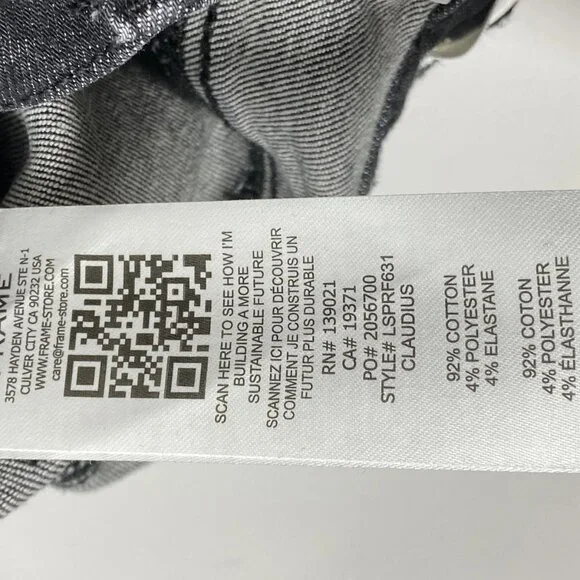 FRAME
3578 HAYDEN AVENUE STE N-1
CULVER CITY CA 90232 USA
WWW.FRAME-STORE.COM
care@frame-store.com
SCAN HERE TO SEE HOW I'M
BUILDING A MORE
SUSTAINABLE FUTURE
SCANNEZ ICI POUR DÉCOUVRIR
COMMENT JE CONSTRUIS UN
FUTUR PLUS DURABLE
RN# 139021
CA# 19371
PO# 2056700
STYLE# LSPRF631
CLAUDIUS
92% COTTON
4% POLYESTER
4% ELASTANE
92% COTON
4% POLYESTER
4% ÉLASTHANNE